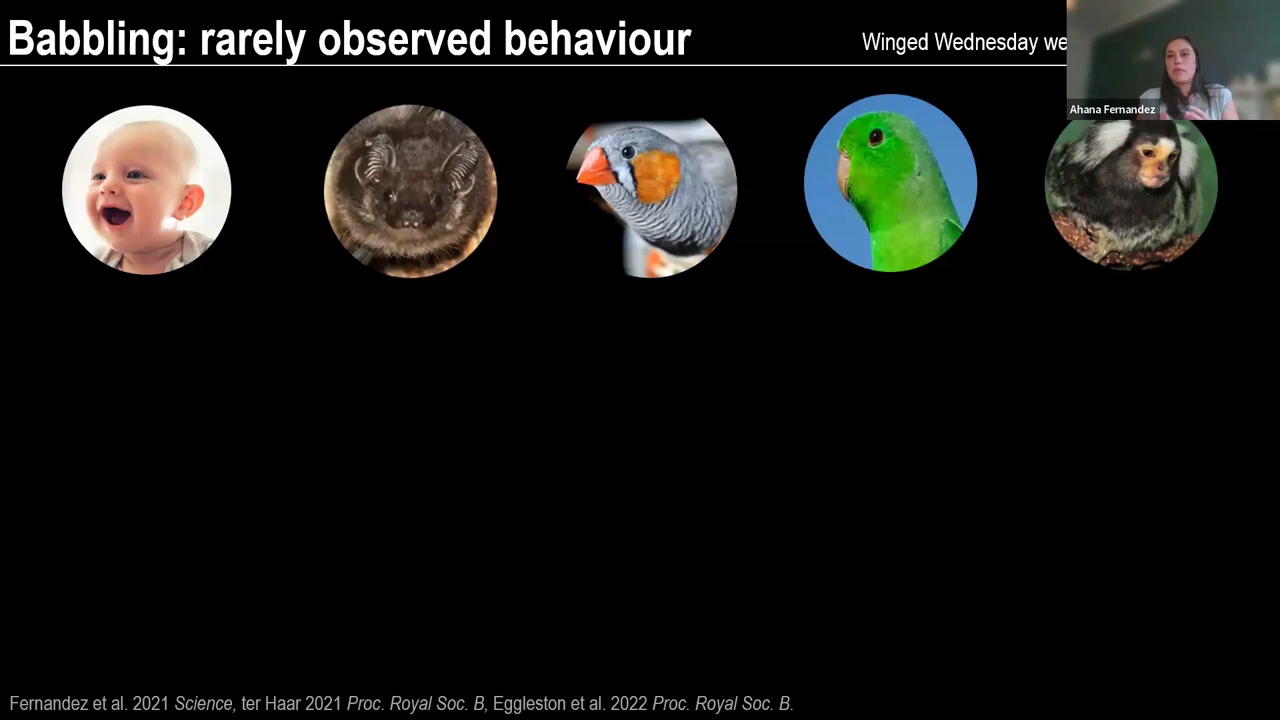 Babbling: rarely observed behaviour
Winged Wednesday we
Ahana Fernandez
Fernandez et al. 2021 Science, ter Haar 2021 Proc. Royal Soc. B, Eggleston et al. 2022 Proc. Royal Soc. B.